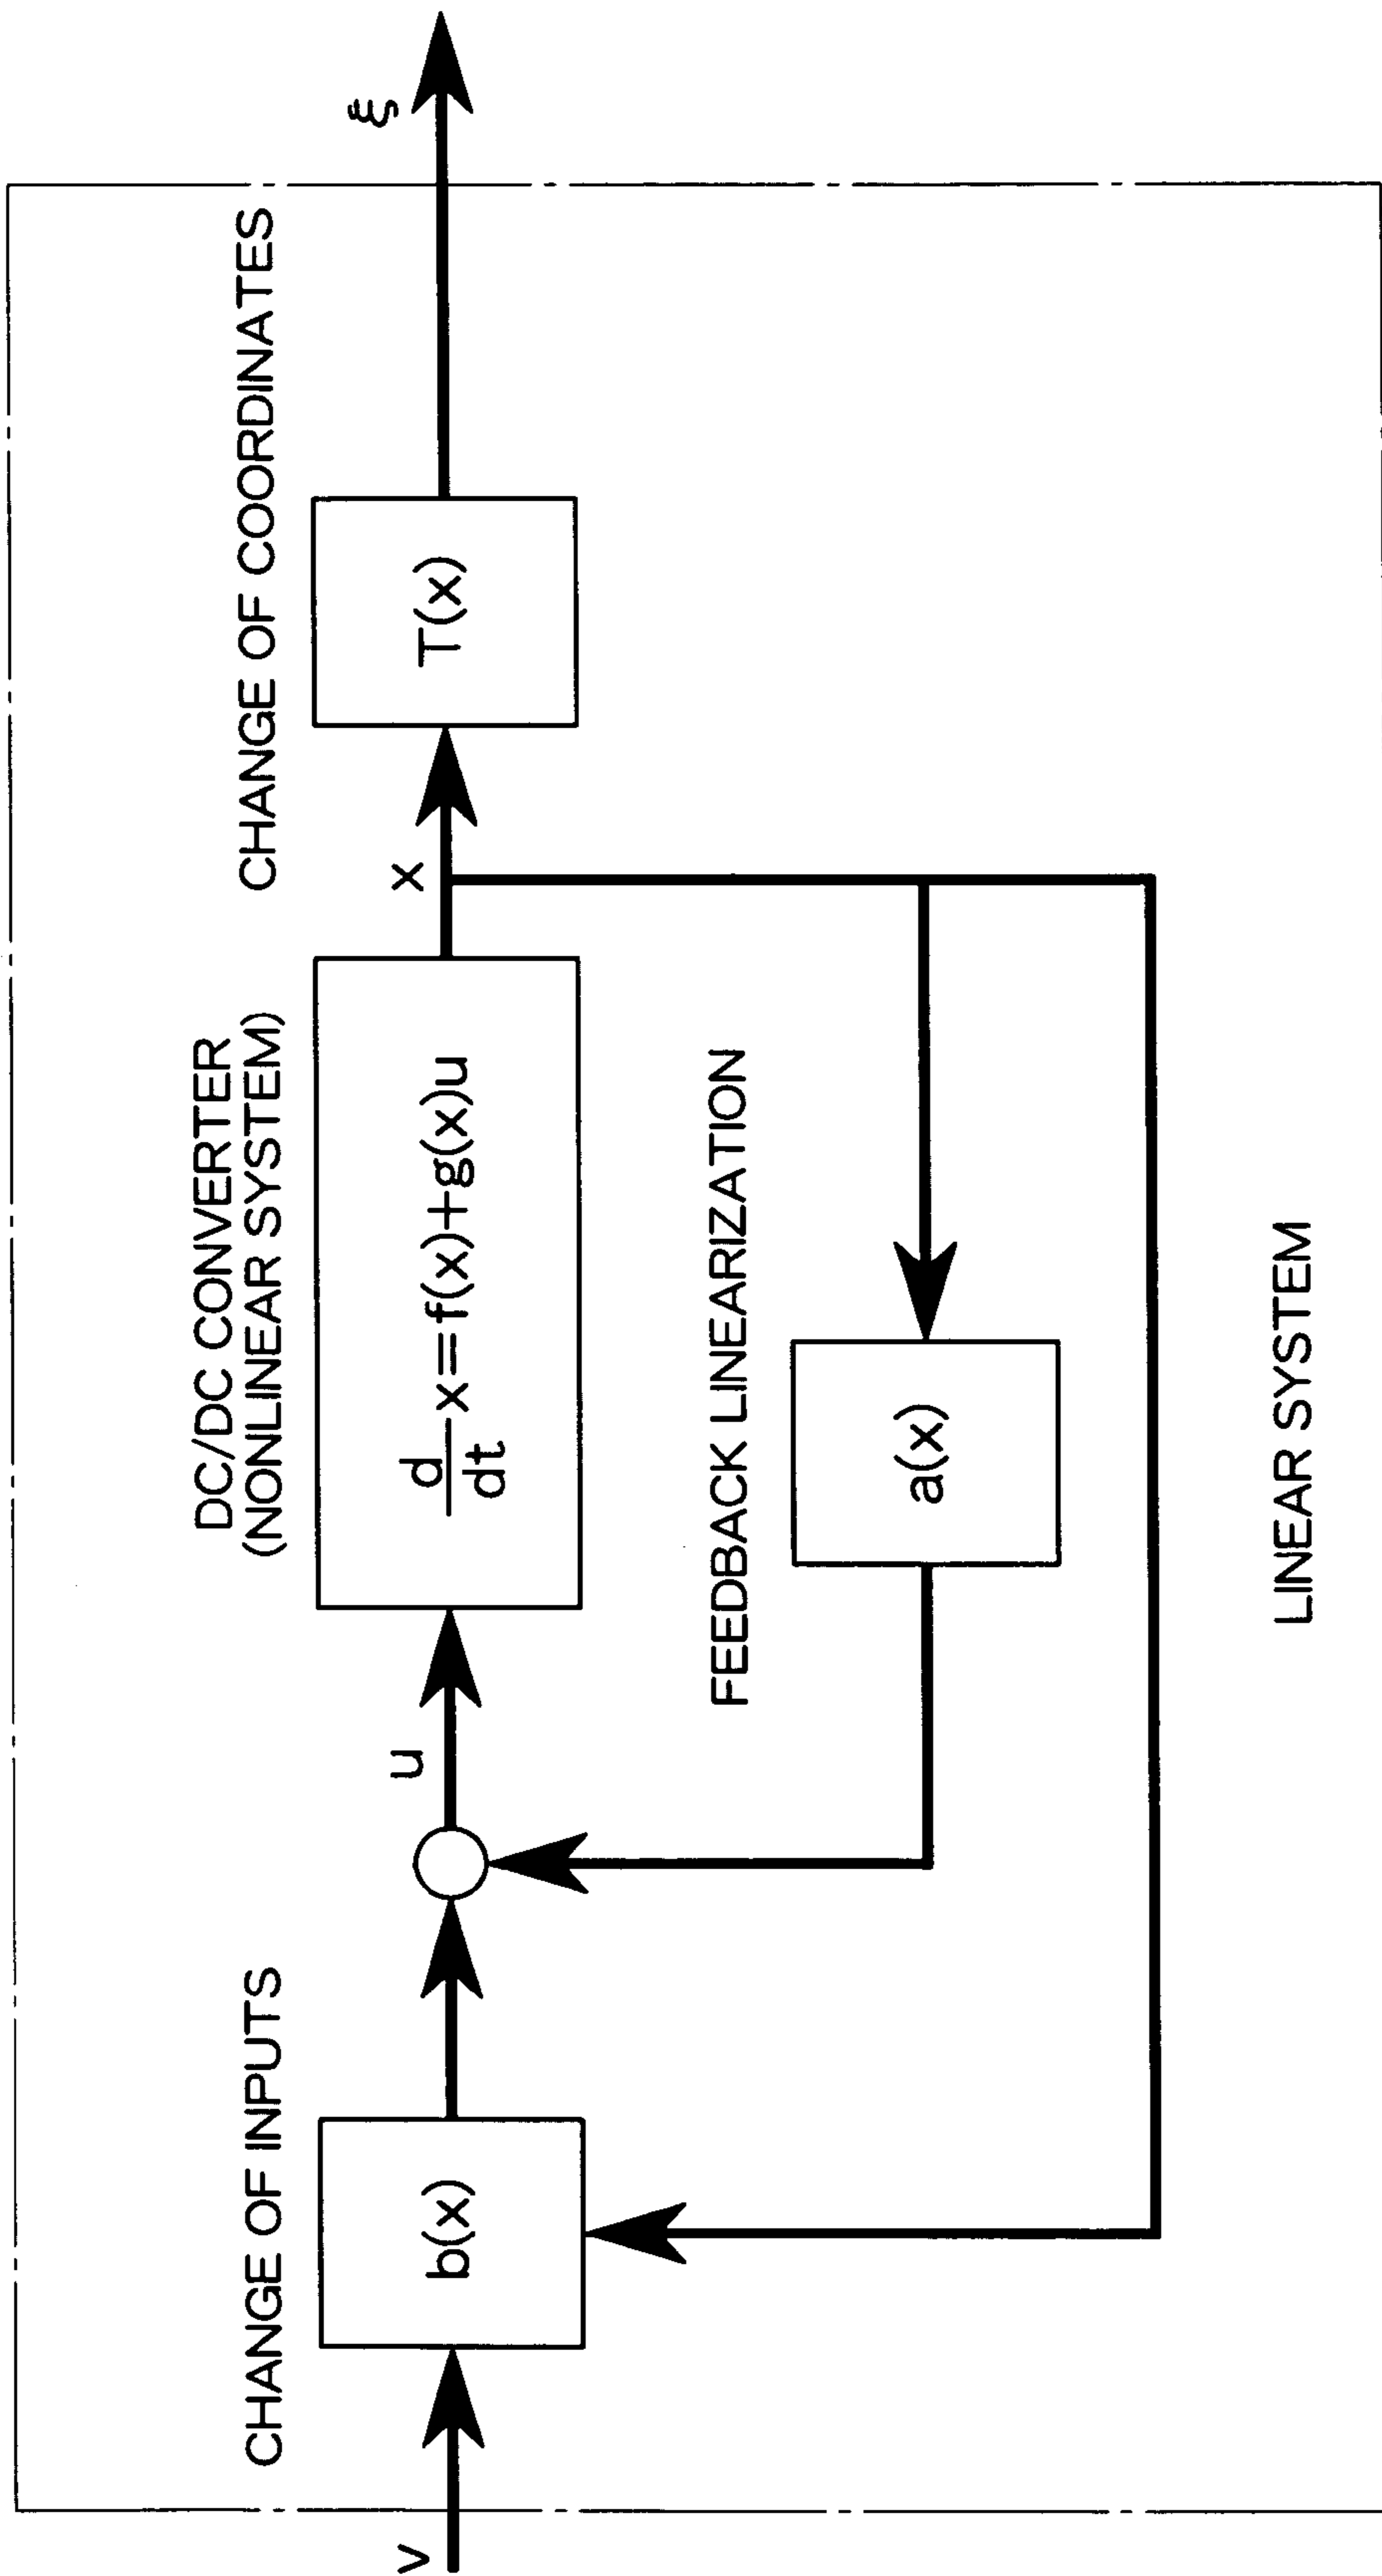 CHANGE OF INPUTS
DC/DC CONVERTER
(NONLINEAR SYSTEM)
CHANGE OF COORDINATES
v
b(x)
u
d/dt x=f(x)+g(x)u
x
T(x)
ξ
FEEDBACK LINEARIZATION
a(x)
LINEAR SYSTEM